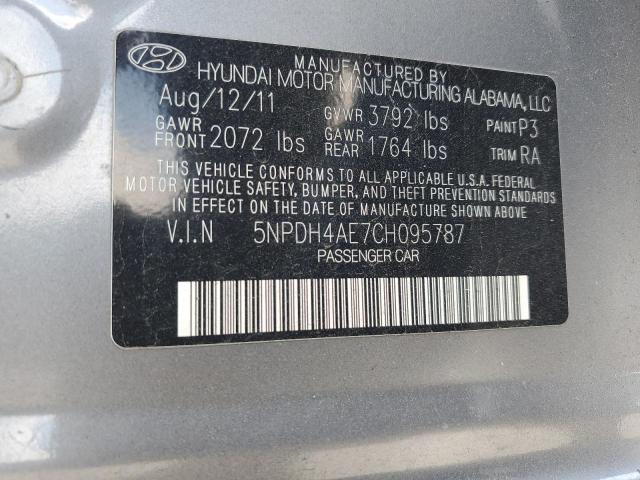 MANUFACTURED BY
HYUNDAI MOTOR MANUFACTURING ALABAMA, LLC
Aug/12/11 GVWR 3792 lbs PAINT P3
GAWR FRONT 2072 lbs GAWR REAR 1764 lbs TRIM RA
THIS VEHICLE CONFORMS TO ALL APPLICABLE U.S.A. FEDERAL
MOTOR VEHICLE SAFETY, BUMPER, AND THEFT PREVENTION STANDARDS
IN EFFECT ON THE DATE OF MANUFACTURE SHOWN ABOVE.
V.I.N 5NPDH4AE7CH095787
PASSENGER CAR